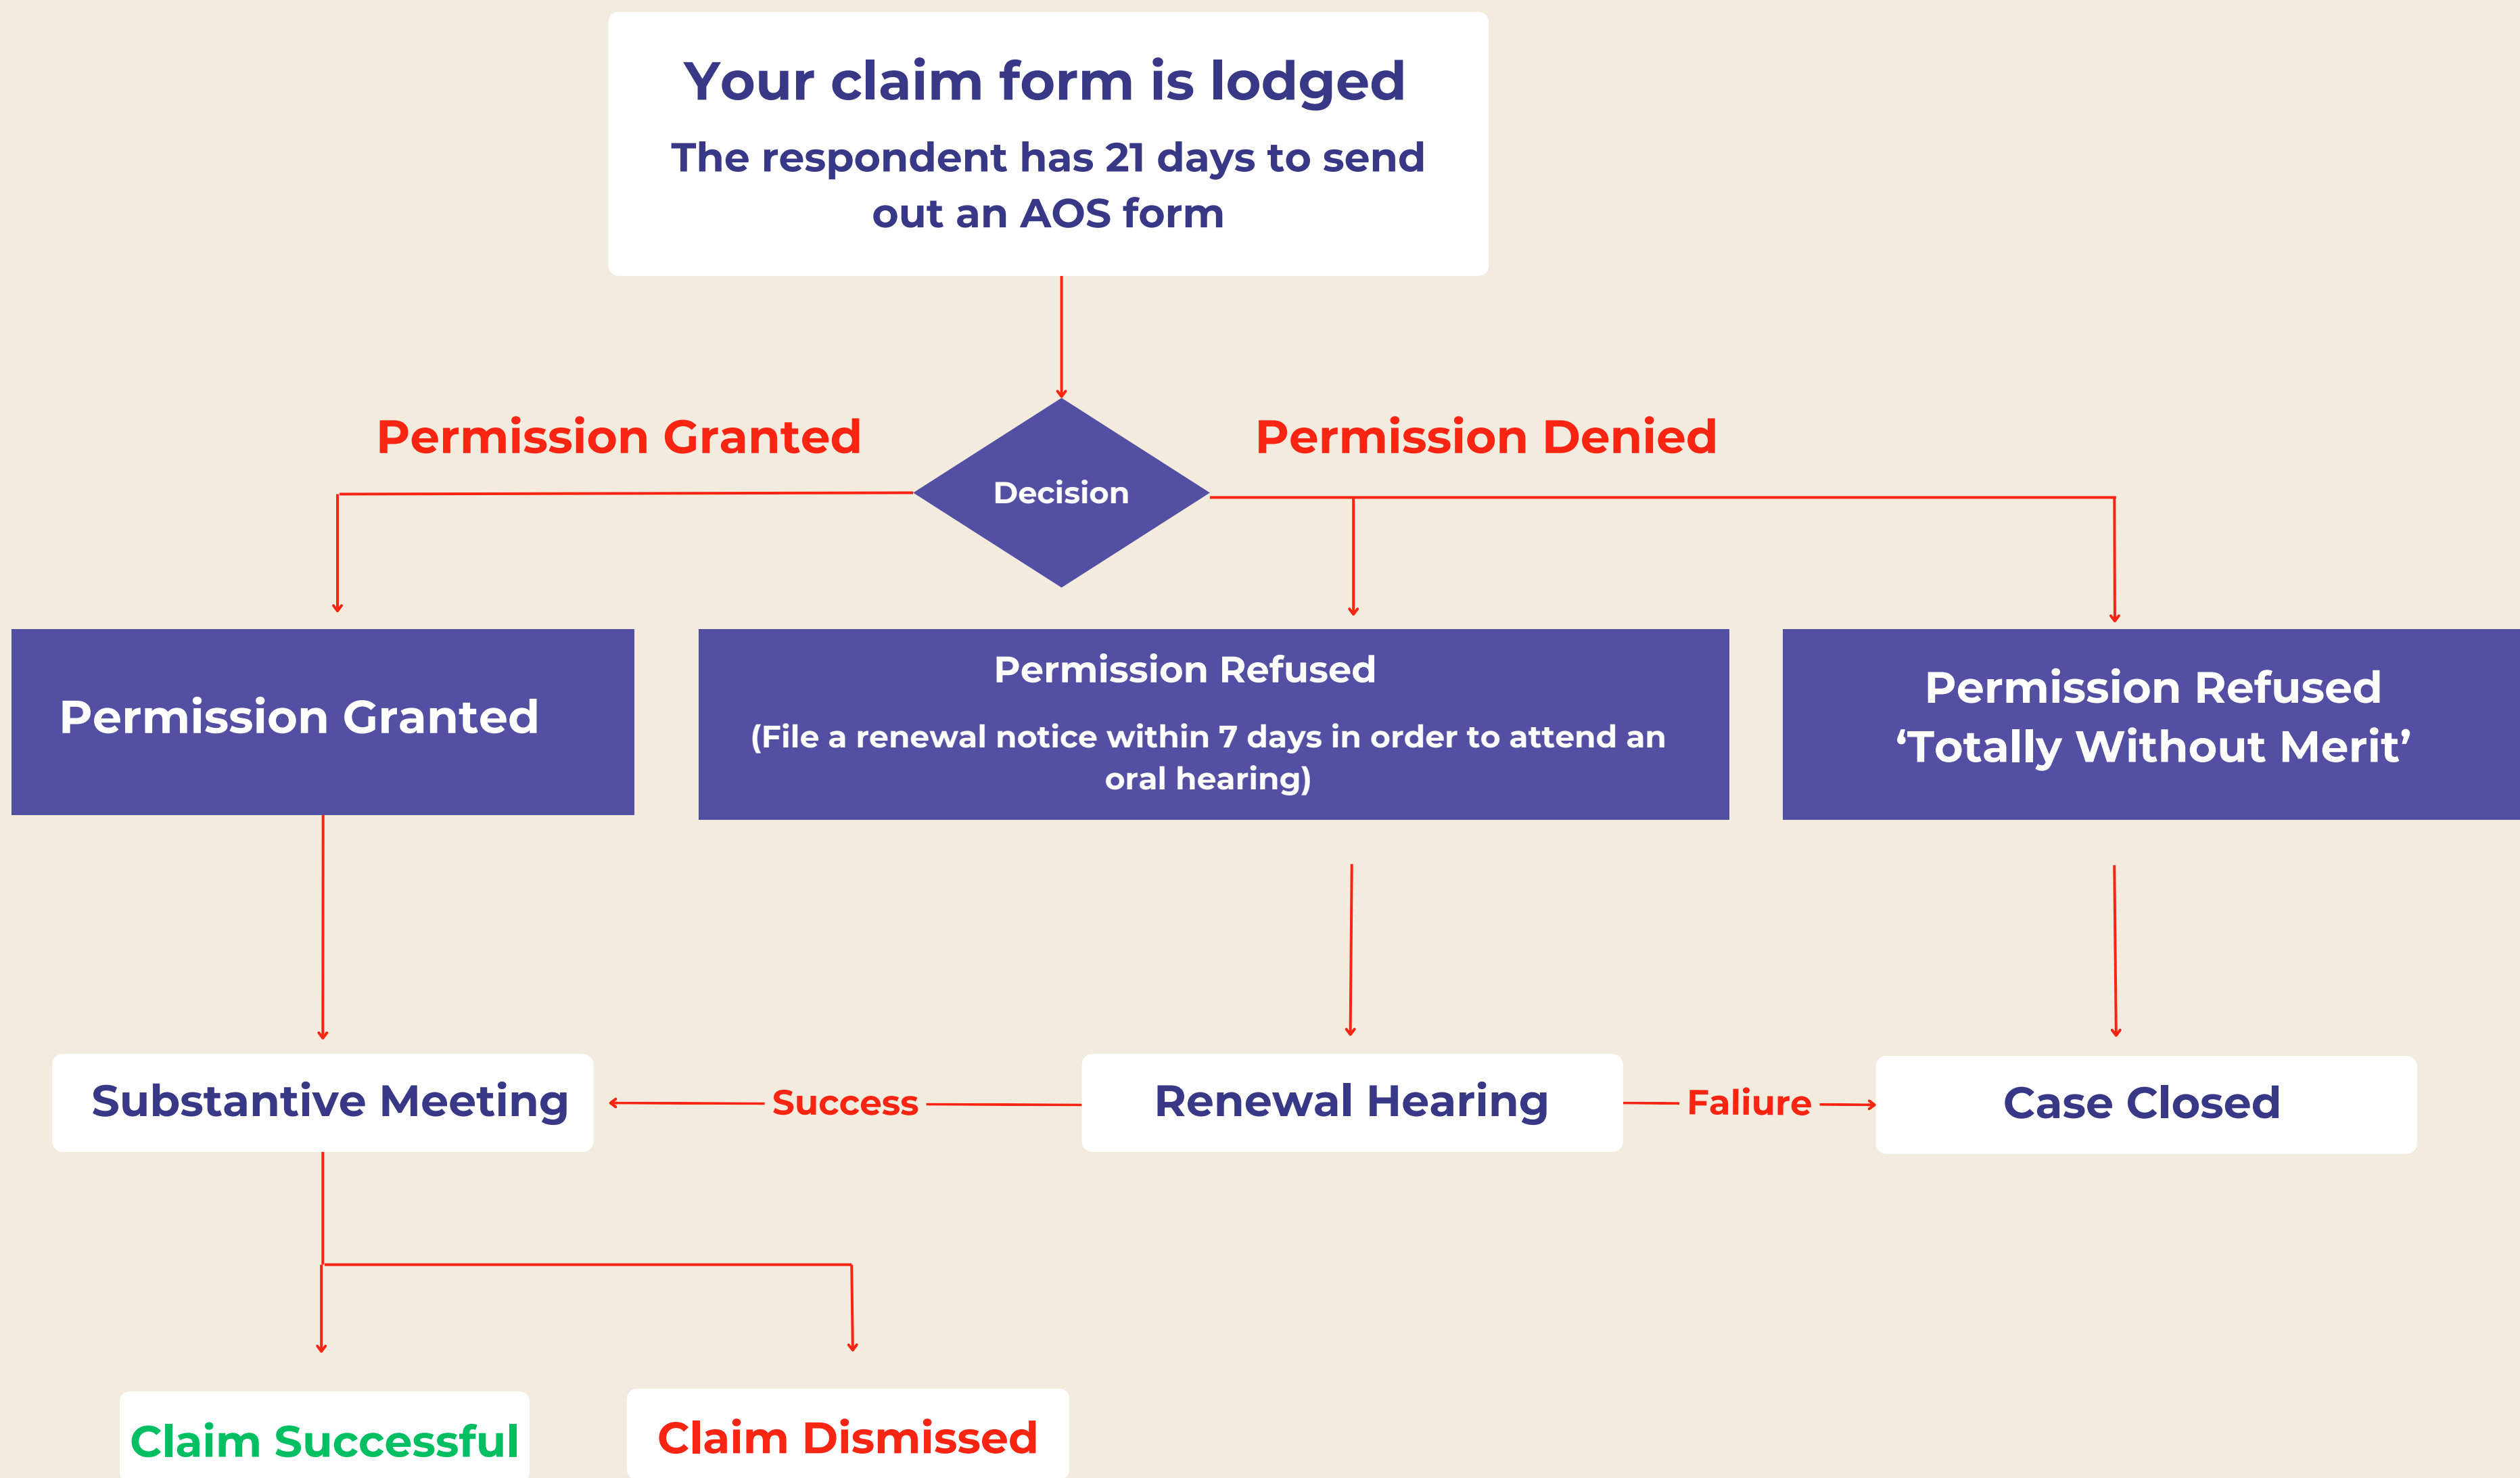 Your claim form is lodged
The respondent has 21 days to send
out an AOS form
Permission Granted
Decision
Permission Denied
Permission Granted
Permission Refused
(File a renewal notice within 7 days in order to attend an
oral hearing)
Permission Refused
‘Totally Without Merit’
Substantive Meeting
Success
Renewal Hearing
Faliure
Case Closed
Claim Successful
Claim Dismissed